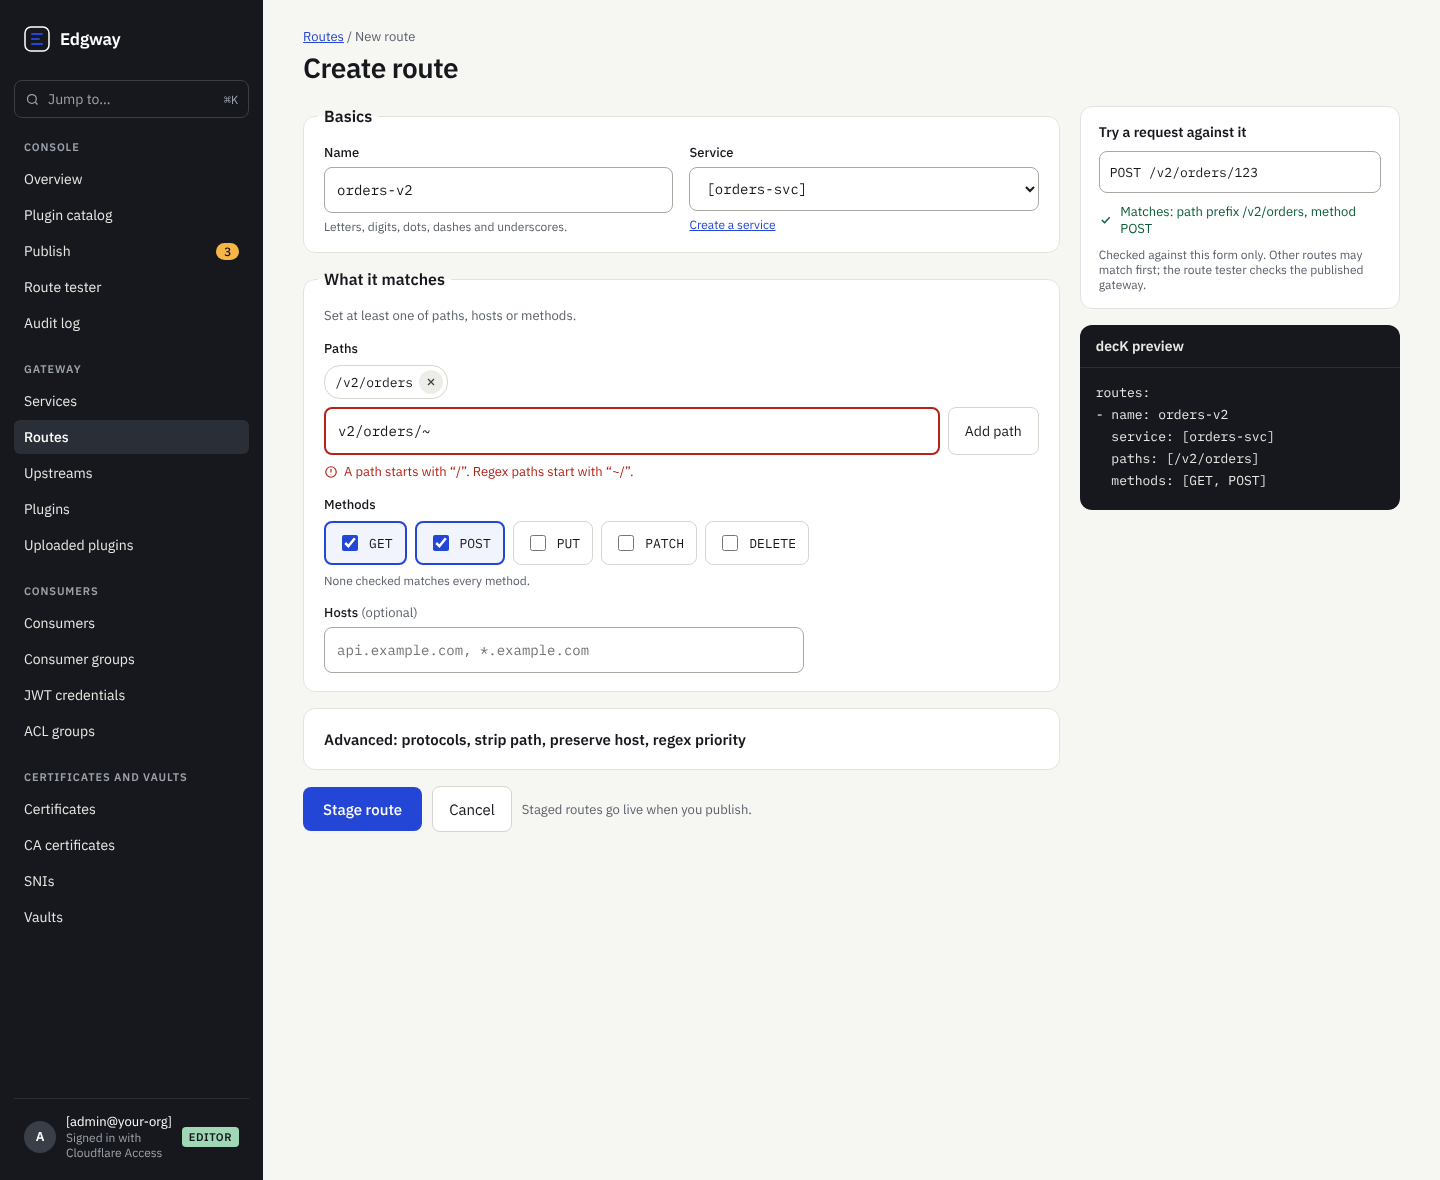 Edgway
Jump to...
⌘K
CONSOLE
Overview
Plugin catalog
Publish
3
Route tester
Audit log
GATEWAY
Services
Routes
Upstreams
Plugins
Uploaded plugins
CONSUMERS
Consumers
Consumer groups
JWT credentials
ACL groups
CERTIFICATES AND VAULTS
Certificates
CA certificates
SNIs
Vaults
A
[admin@your-org]
Signed in with
Cloudflare Access
EDITOR
Routes / New route
Create route
Basics
Name
orders-v2
Letters, digits, dots, dashes and underscores.
Service
[orders-svc]
Create a service
What it matches
Set at least one of paths, hosts or methods.
Paths
/v2/orders
v2/orders/~
Add path
A path starts with “/”. Regex paths start with “~/”.
Methods
GET
POST
PUT
PATCH
DELETE
None checked matches every method.
Hosts (optional)
api.example.com, *.example.com
Advanced: protocols, strip path, preserve host, regex priority
Stage route
Cancel
Staged routes go live when you publish.
Try a request against it
POST /v2/orders/123
Matches: path prefix /v2/orders, method
POST
Checked against this form only. Other routes may
match first; the route tester checks the published
gateway.
decK preview
routes:
- name: orders-v2
  service: [orders-svc]
  paths: [/v2/orders]
  methods: [GET, POST]